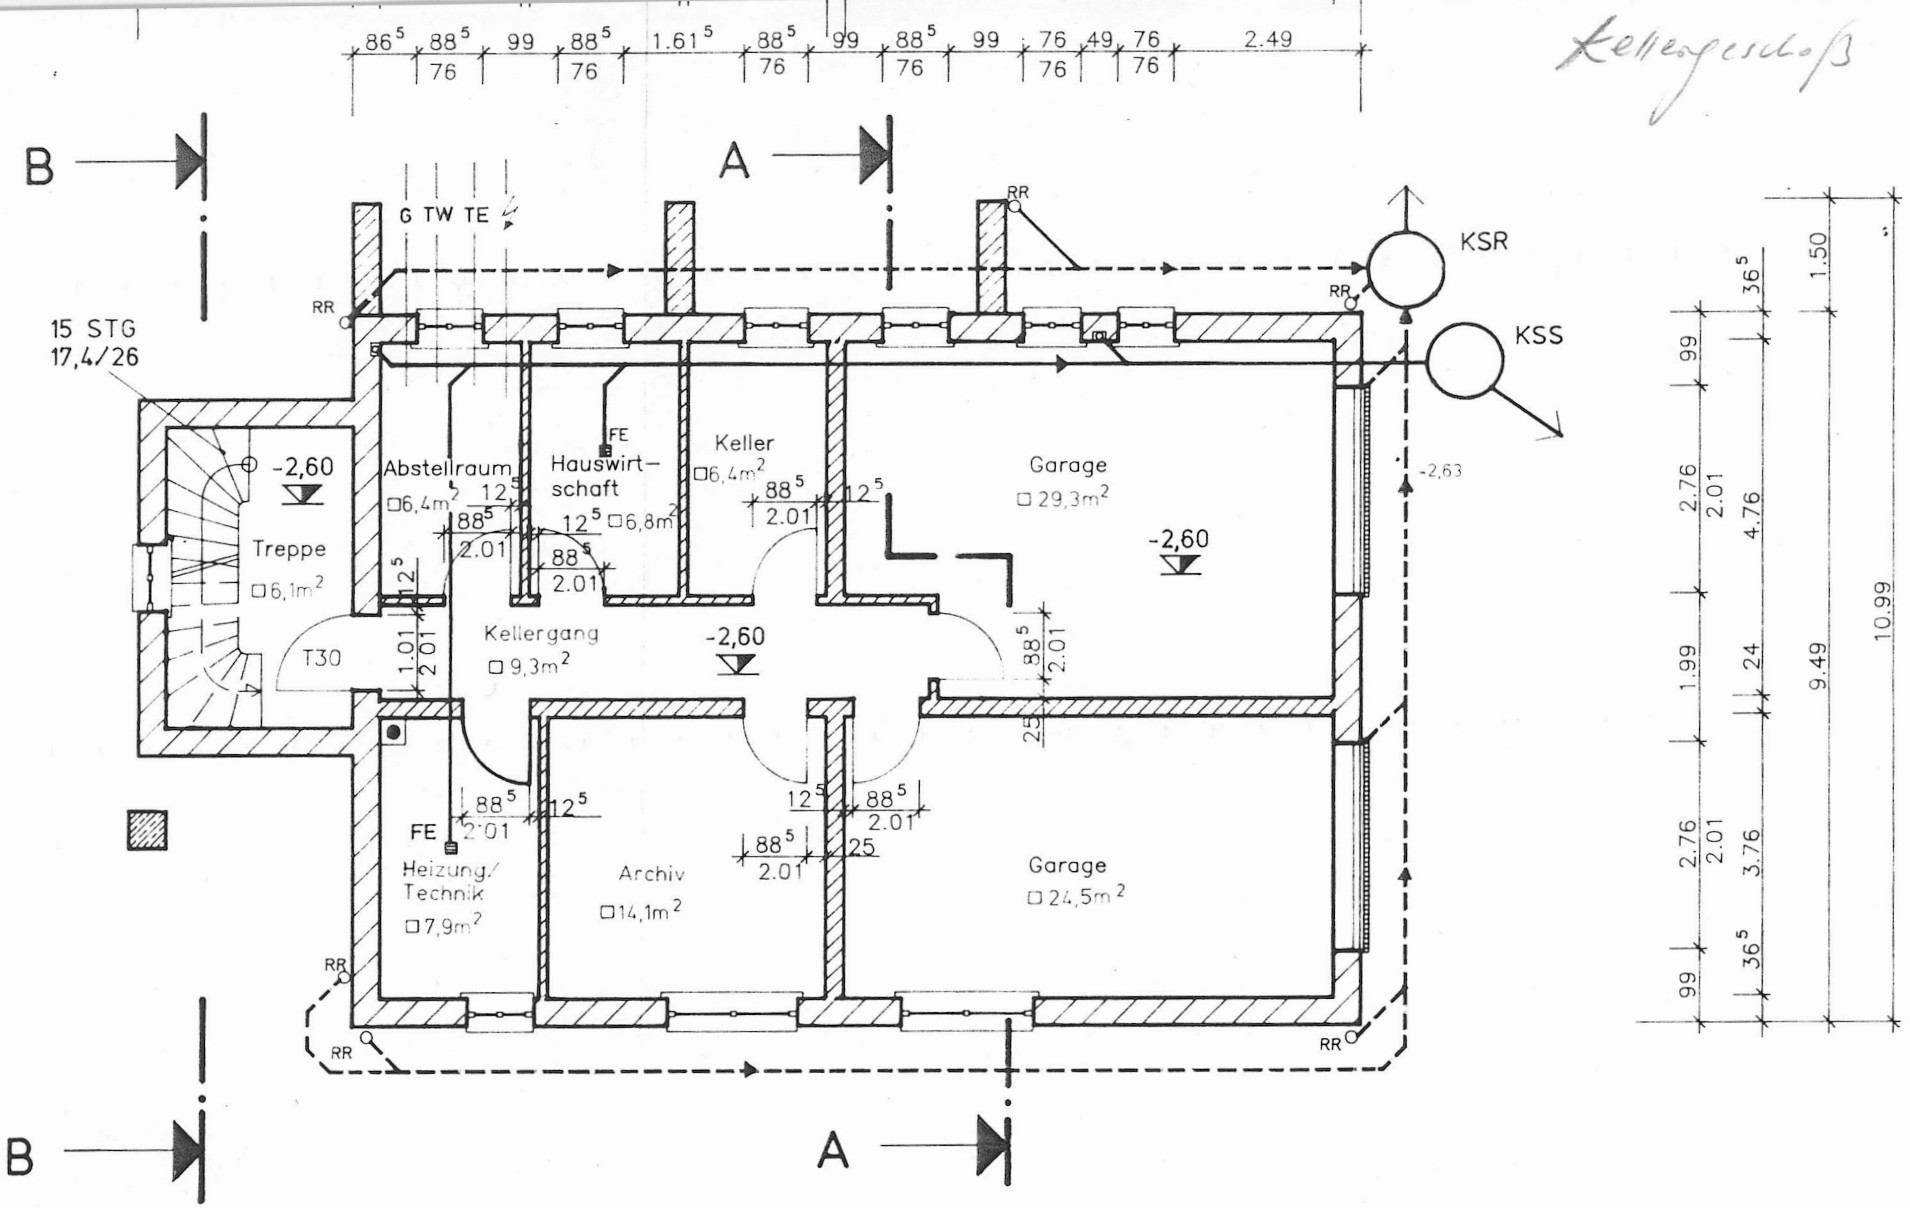 Kellergeschoß
86⁵ 88⁵ 99 88⁵ 1.61⁵ 88⁵ 99 88⁵ 99 76 49 76 2.49
76 76 76 76 76 76
B
A
RR
G TW TE
KSR
RR
RR
KSS
15 STG
17,4/26
-2,60
Treppe
□6,1m²
T30
Abstellraum
□6,4m²
12⁵
88⁵
2.01
FE
Hauswirt-
schaft
□6,8m²
12⁵
88⁵
2.01
Keller
□6,4m²
88⁵
2.01
12⁵
Garage
□29,3m²
-2,60
-2,63
12⁵
1.01
2.01
Kellergang
□9,3m²
-2,60
88⁵
2.01
25
88⁵
2.01
12⁵
FE
Heizung/
Technik
□7,9m²
88⁵
2.01
25
Archiv
□14,1m²
12⁵
88⁵
2.01
Garage
□24,5m²
RR
RR
RR
B
A
99
2.76
2.01
1.99
2.76
2.01
99
36⁵
4.76
24
3.76
36⁵
1.50
9.49
10.99